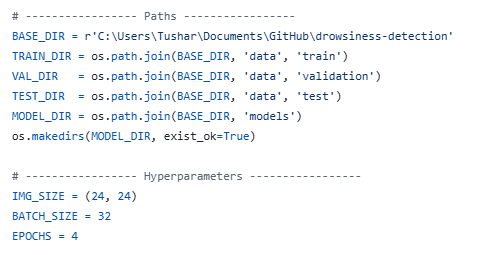 # ----------------- Paths -----------------
BASE_DIR = r'C:\Users\Tushar\Documents\GitHub\drowsiness-detection'
TRAIN_DIR = os.path.join(BASE_DIR, 'data', 'train')
VAL_DIR   = os.path.join(BASE_DIR, 'data', 'validation')
TEST_DIR  = os.path.join(BASE_DIR, 'data', 'test')
MODEL_DIR = os.path.join(BASE_DIR, 'models')
os.makedirs(MODEL_DIR, exist_ok=True)

# ----------------- Hyperparameters -----------------
IMG_SIZE = (24, 24)
BATCH_SIZE = 32
EPOCHS = 4